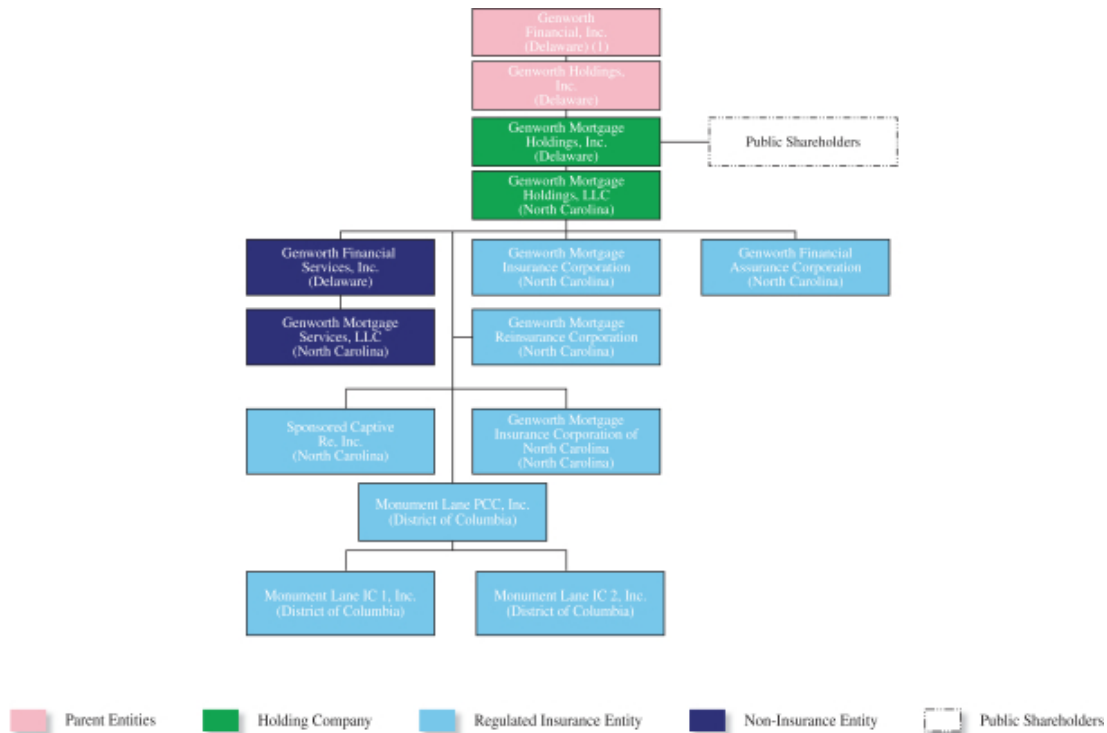 Genworth
Financial, Inc.
(Delaware) (1)
Genworth Holdings,
Inc.
(Delaware)
Genworth Mortgage
Holdings, Inc.
(Delaware)
Public Shareholders
Genworth Mortgage
Holdings, LLC
(North Carolina)
Genworth Financial
Services, Inc.
(Delaware)
Genworth Mortgage
Insurance Corporation
(North Carolina)
Genworth Financial
Assurance Corporation
(North Carolina)
Genworth Mortgage
Services, LLC
(North Carolina)
Genworth Mortgage
Reinsurance Corporation
(North Carolina)
Sponsored Captive
Re, Inc.
(North Carolina)
Genworth Mortgage
Insurance Corporation of
North Carolina
(North Carolina)
Monument Lane PCC, Inc.
(District of Columbia)
Monument Lane IC 1, Inc.
(District of Columbia)
Monument Lane IC 2, Inc.
(District of Columbia)
Parent Entities
Holding Company
Regulated Insurance Entity
Non-Insurance Entity
Public Shareholders